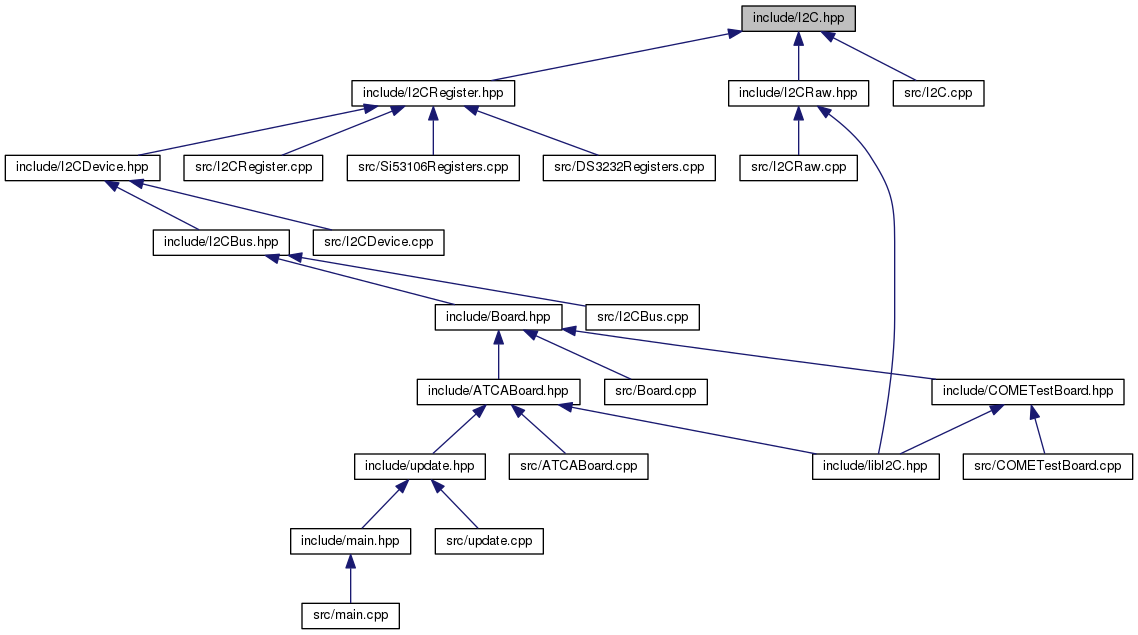 include/I2C.hpp
include/I2CRegister.hpp
include/I2CRaw.hpp
src/I2C.cpp
include/I2CDevice.hpp
src/I2CRegister.cpp
src/Si53106Registers.cpp
src/DS3232Registers.cpp
src/I2CRaw.cpp
include/I2CBus.hpp
src/I2CDevice.cpp
include/Board.hpp
src/I2CBus.cpp
include/ATCABoard.hpp
src/Board.cpp
include/COMETestBoard.hpp
include/update.hpp
src/ATCABoard.cpp
include/libI2C.hpp
src/COMETestBoard.cpp
include/main.hpp
src/update.cpp
src/main.cpp